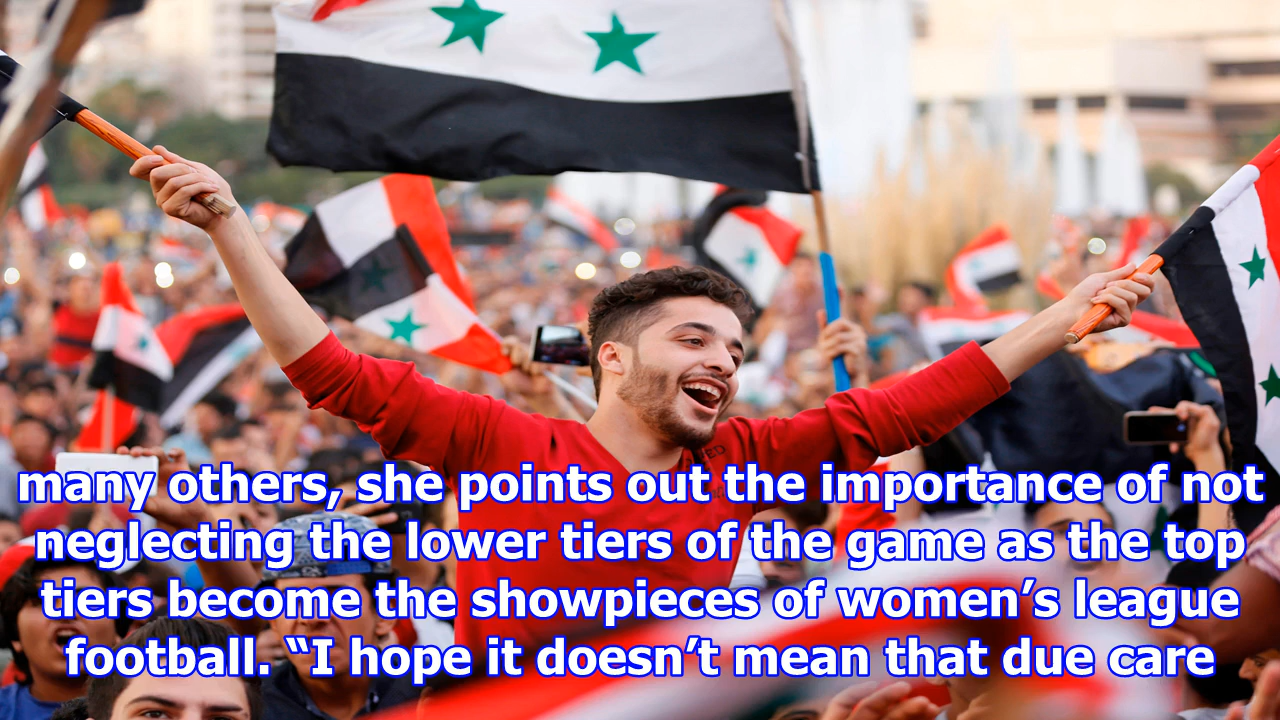 many others, she points out the importance of not
neglecting the lower tiers of the game as the top
tiers become the showpieces of women’s league
football. “I hope it doesn’t mean that due care